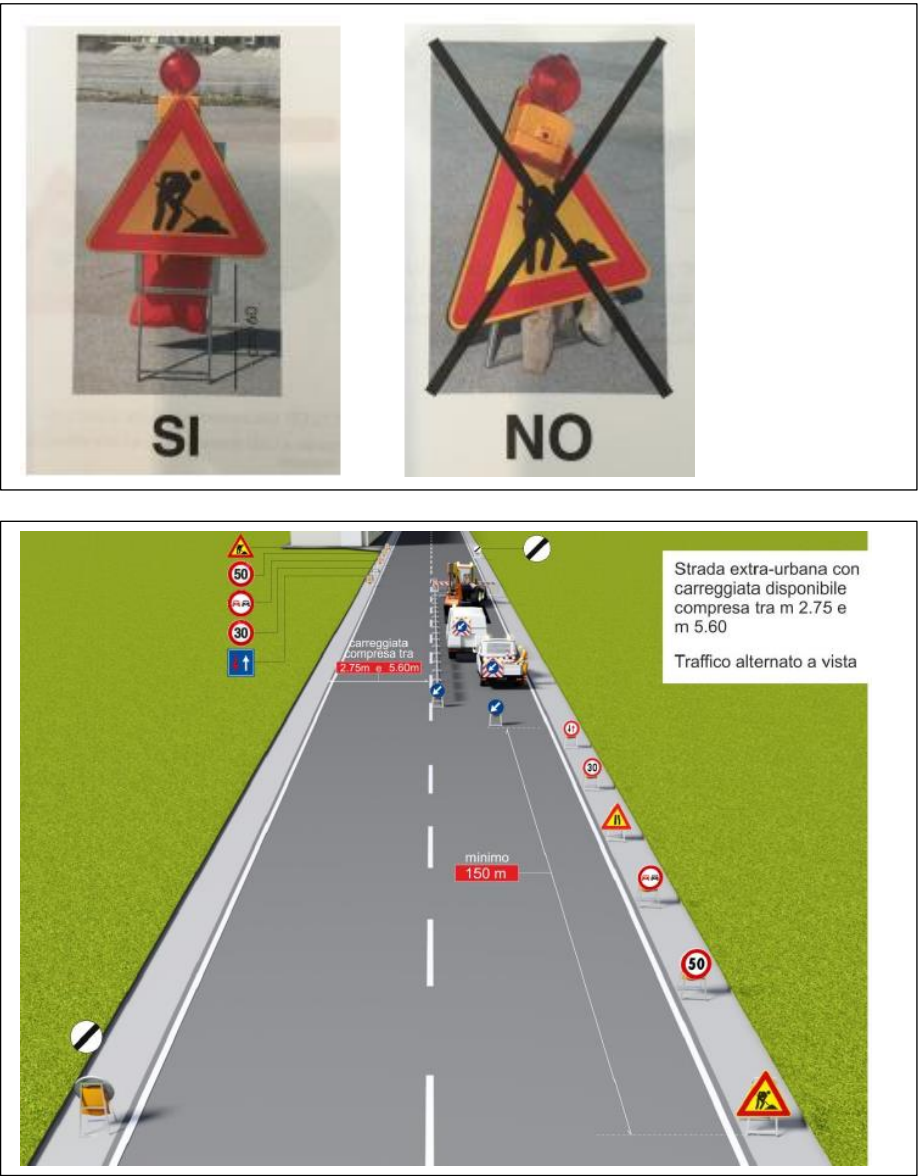 SI
NO
50
30
carreggiata
compresa tra
2.75m e 5.60m
Strada extra-urbana con
carreggiata disponibile
compresa tra m 2.75 e
m 5.60
Traffico alternato a vista
30
minimo
150 m
50